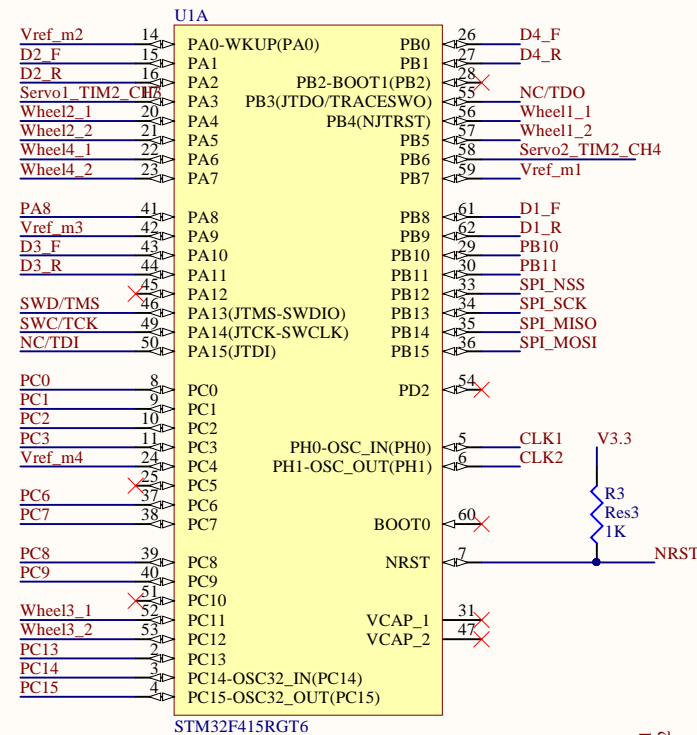 U1A
Vref_m2 14 PA0-WKUP(PA0) PB0 26 D4_F
D2_F 15 PA1 PB1 27 D4_R
D2_R 16 PA2 PB2-BOOT1(PB2) 28
Servo1_TIM2_CH3 17 PA3 PB3(JTDO/TRACESWO) 55 NC/TDO
Wheel2_1 20 PA4 PB4(NJTRST) 56 Wheel1_1
Wheel2_2 21 PA5 PB5 57 Wheel1_2
Wheel4_1 22 PA6 PB6 58 Servo2_TIM2_CH4
Wheel4_2 23 PA7 PB7 59 Vref_m1
PA8 41 PA8 PB8 61 D1_F
Vref_m3 42 PA9 PB9 62 D1_R
D3_F 43 PA10 PB10 29 PB10
D3_R 44 PA11 PB11 30 PB11
45 PA12 PB12 33 SPI_NSS
SWD/TMS 46 PA13(JTMS-SWDIO) PB13 34 SPI_SCK
SWC/TCK 49 PA14(JTCK-SWCLK) PB14 35 SPI_MISO
NC/TDI 50 PA15(JTDI) PB15 36 SPI_MOSI
PC0 8 PC0 PD2 54
PC1 9 PC1
PC2 10 PC2
PC3 11 PC3 PH0-OSC_IN(PH0) 5 CLK1 V3.3
Vref_m4 24 PC4 PH1-OSC_OUT(PH1) 6 CLK2
25 PC5
PC6 37 PC6 R3
PC7 38 PC7 BOOT0 60 Res3
1K
PC8 39 PC8 NRST 7 NRST
PC9 40 PC9
51 PC10
Wheel3_1 52 PC11 VCAP_1 31
Wheel3_2 53 PC12 VCAP_2 47
PC13 2 PC13
PC14 3 PC14-OSC32_IN(PC14)
PC15 4 PC15-OSC32_OUT(PC15)
STM32F415RGT6